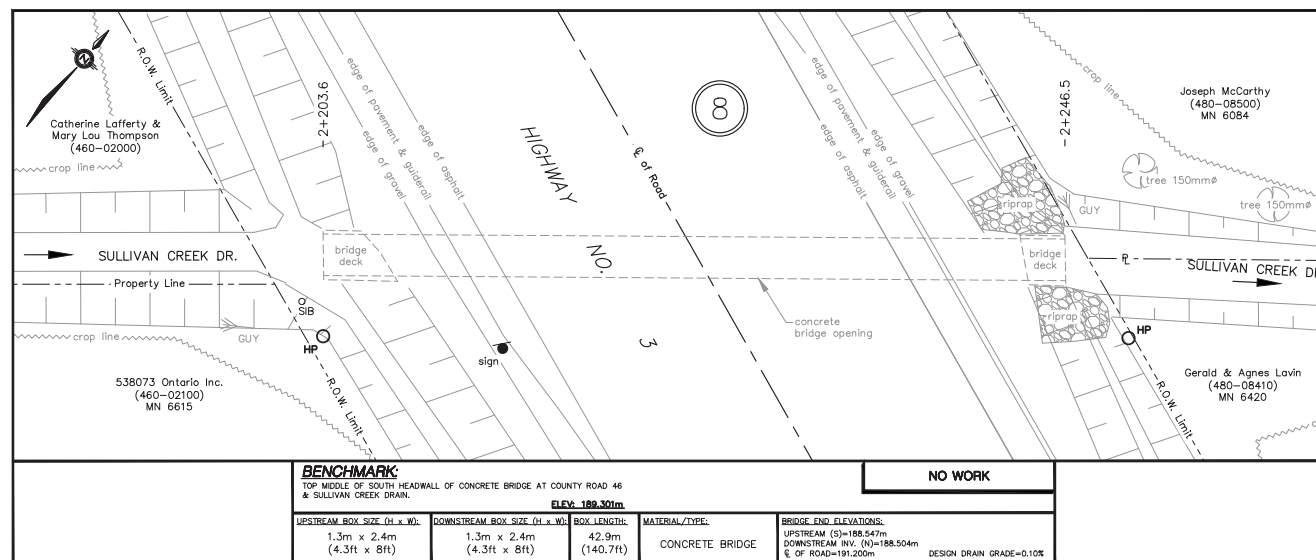 N
R.O.W. Limit
2+203.6
edge of pavement & guiderail
edge of gravel
edge of asphalt
HIGHWAY
NO.
3
℄ of Road
8
edge of pavement & guiderail
edge of gravel
edge of asphalt
2+246.5
crop line
Joseph McCarthy
(480-08500)
MN 6084
Catherine Lafferty &
Mary Lou Thompson
(460-02000)
crop line
tree 150mmø
tree 150mmø
riprap
GUY
SULLIVAN CREEK DR.
bridge
deck
bridge
deck
PL
SULLIVAN CREEK DR
Property Line
SIB
GUY
HP
crop line
sign
concrete
bridge opening
riprap
HP
538073 Ontario Inc.
(460-02100)
MN 6615
R.O.W. Limit
Gerald & Agnes Lavin
(480-08410)
MN 6420
R.O.W. Limit
BENCHMARK:
TOP MIDDLE OF SOUTH HEADWALL OF CONCRETE BRIDGE AT COUNTY ROAD 46
& SULLIVAN CREEK DRAIN.
ELEV: 189.301m
NO WORK
UPSTREAM BOX SIZE (H x W):
1.3m x 2.4m
(4.3ft x 8ft)
DOWNSTREAM BOX SIZE (H x W):
1.3m x 2.4m
(4.3ft x 8ft)
BOX LENGTH:
42.9m
(140.7ft)
MATERIAL/TYPE:
CONCRETE BRIDGE
BRIDGE END ELEVATIONS:
UPSTREAM (S)=188.547m
DOWNSTREAM INV. (N)=188.504m
℄ OF ROAD=191.200m
DESIGN DRAIN GRADE=0.10%